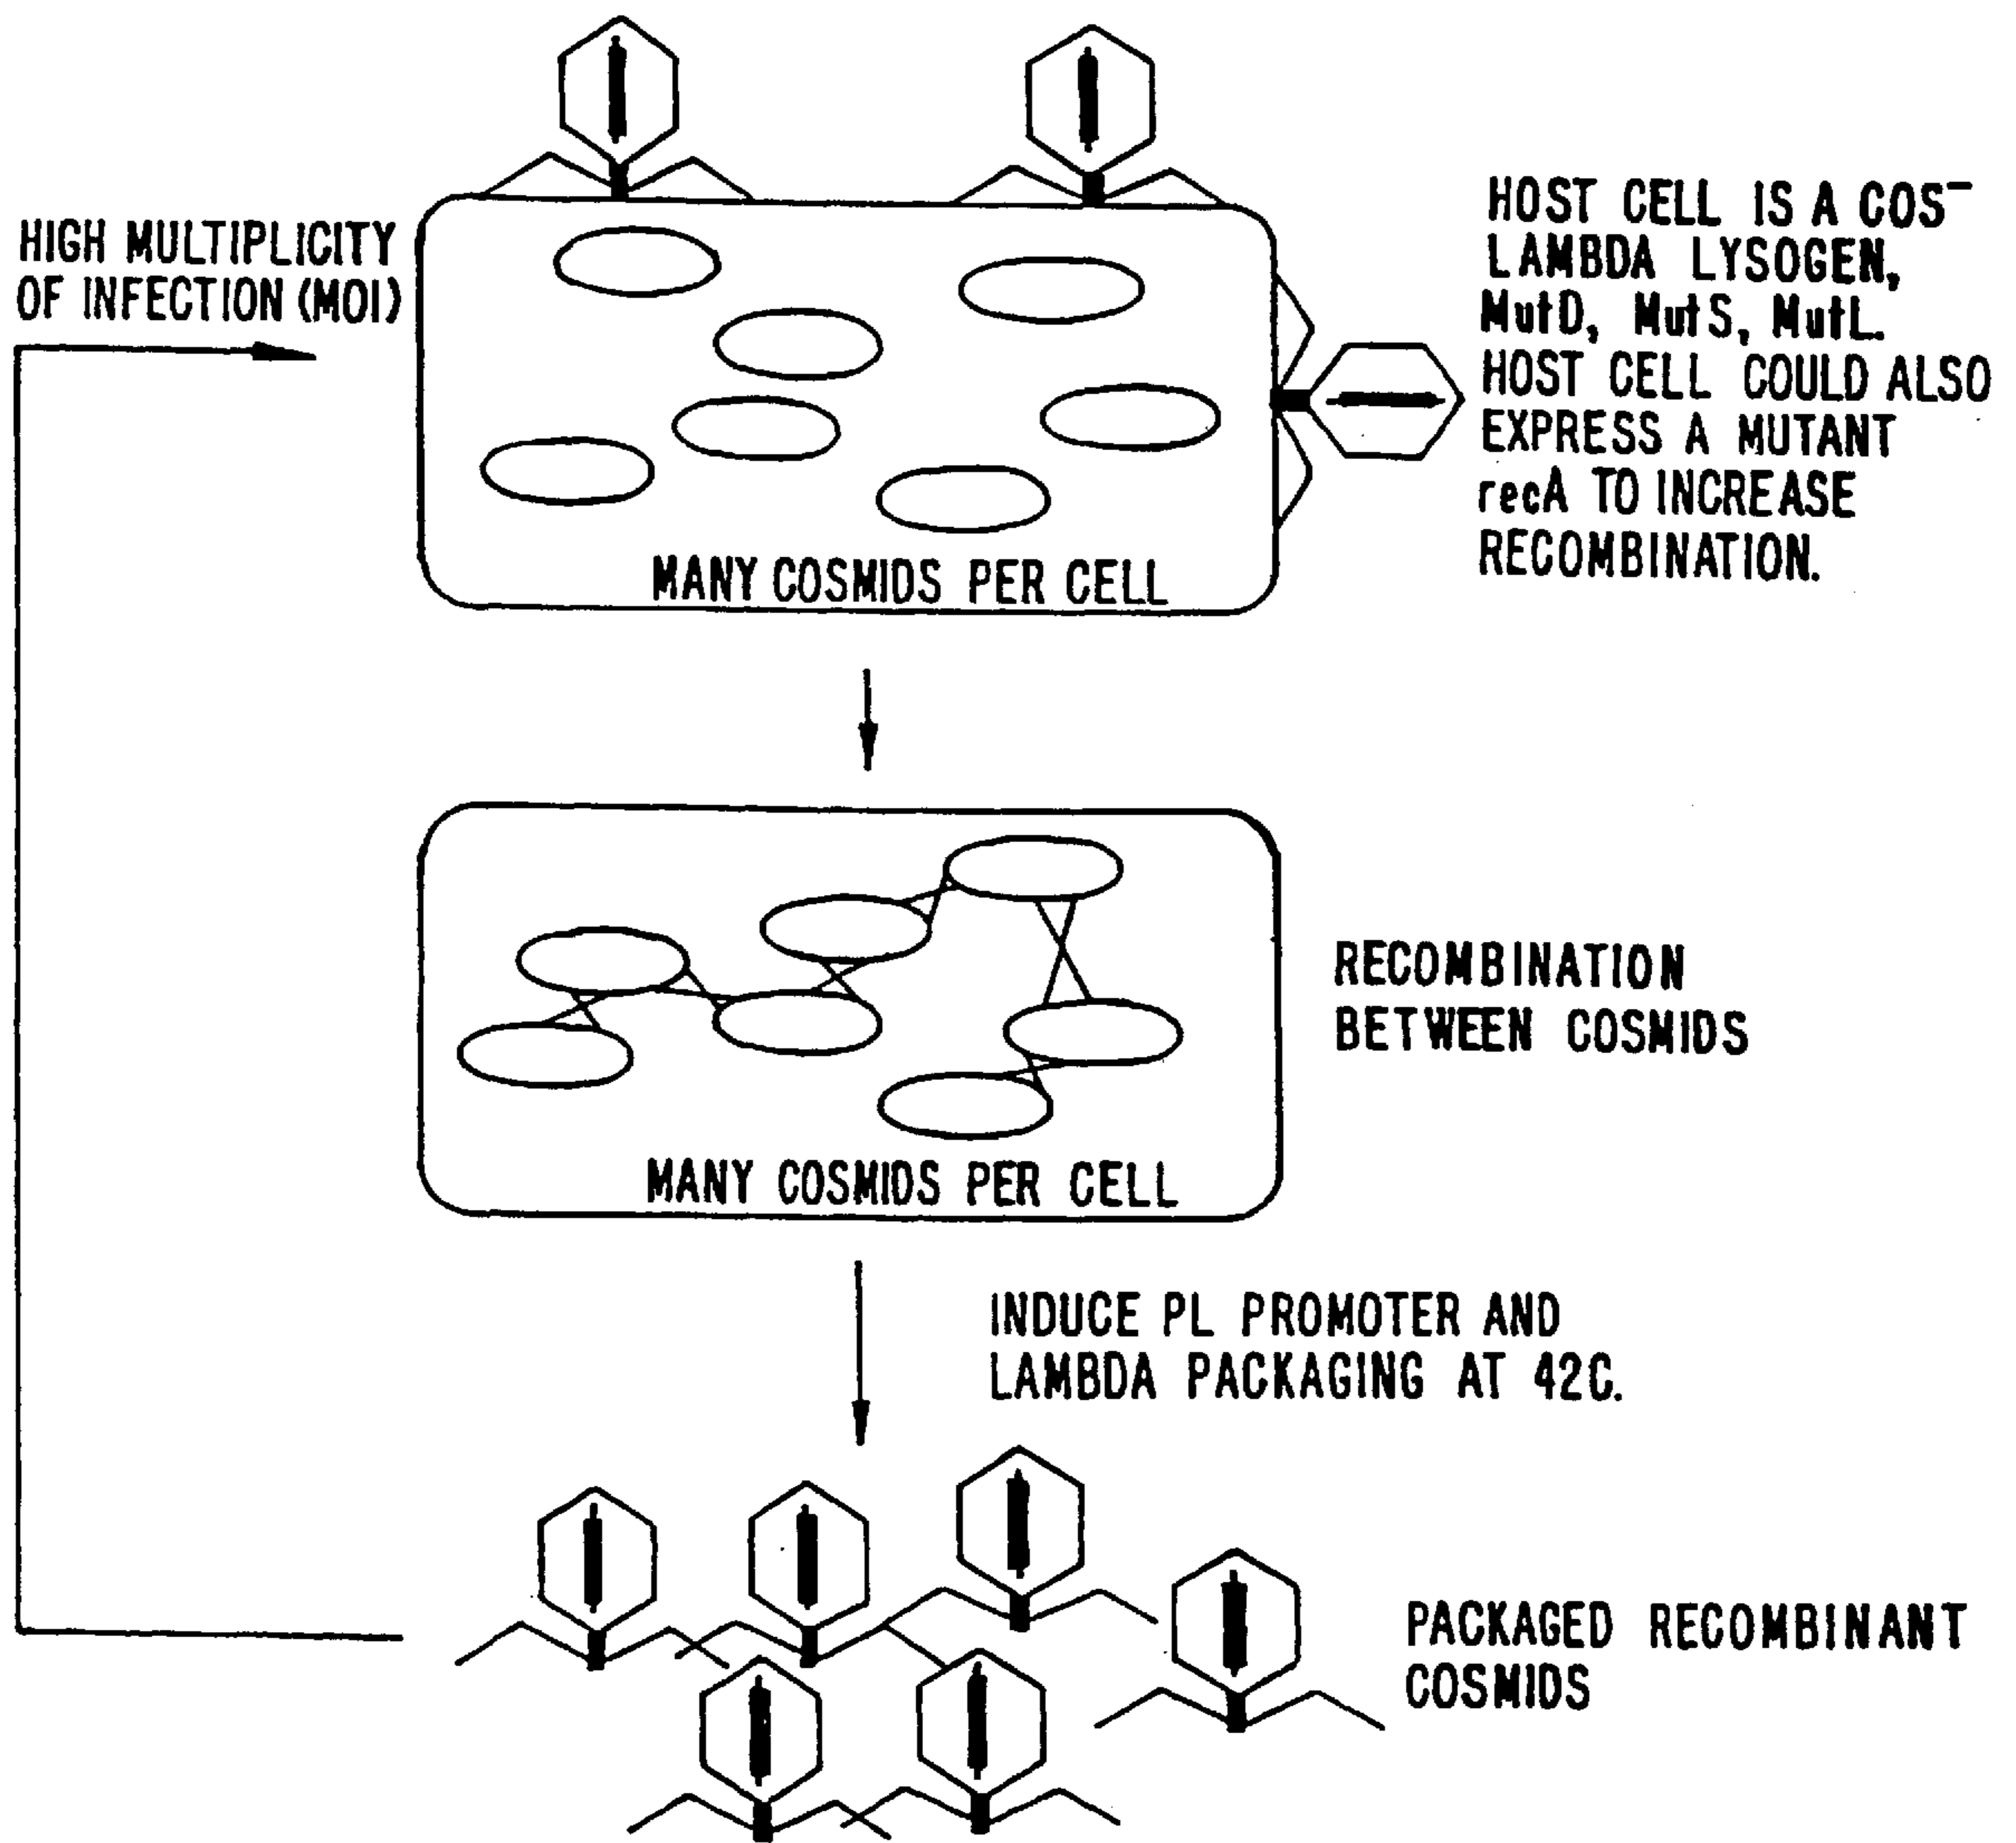 HIGH MULTIPLICITY
OF INFECTION (MOI)
HOST CELL IS A COS⁻
LAMBDA LYSOGEN,
MutD, MutS, MutL.
HOST CELL COULD ALSO
EXPRESS A MUTANT
recA TO INCREASE
RECOMBINATION.
MANY COSMIDS PER CELL
RECOMBINATION
BETWEEN COSMIDS
MANY COSMIDS PER CELL
INDUCE PL PROMOTER AND
LAMBDA PACKAGING AT 42C.
PACKAGED RECOMBINANT
COSMIDS